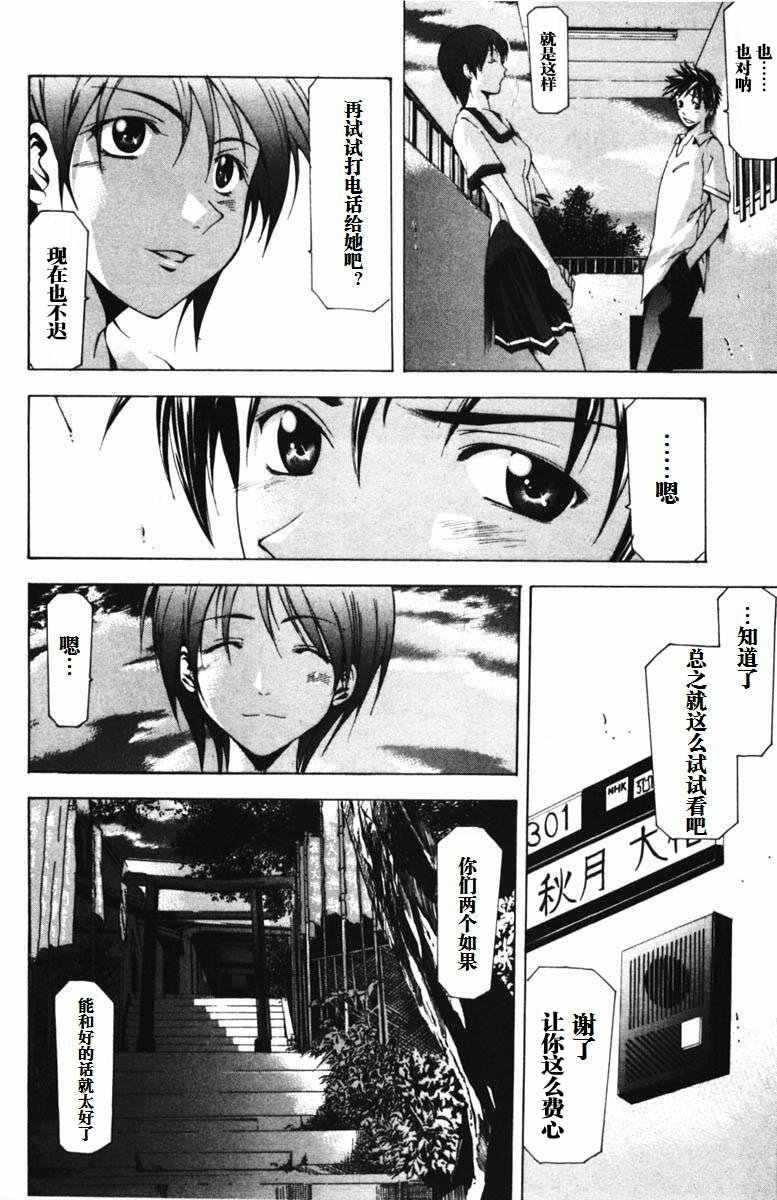 也……
也对呐
就是这样
再试试打电话给她吧？
现在也不迟
……
嗯
…知道了
总之就这么试试看吧
NHK
301
秋月 大和
谢了
让你这么费心
嗯…
你们两个如果
能和好的话就太好了